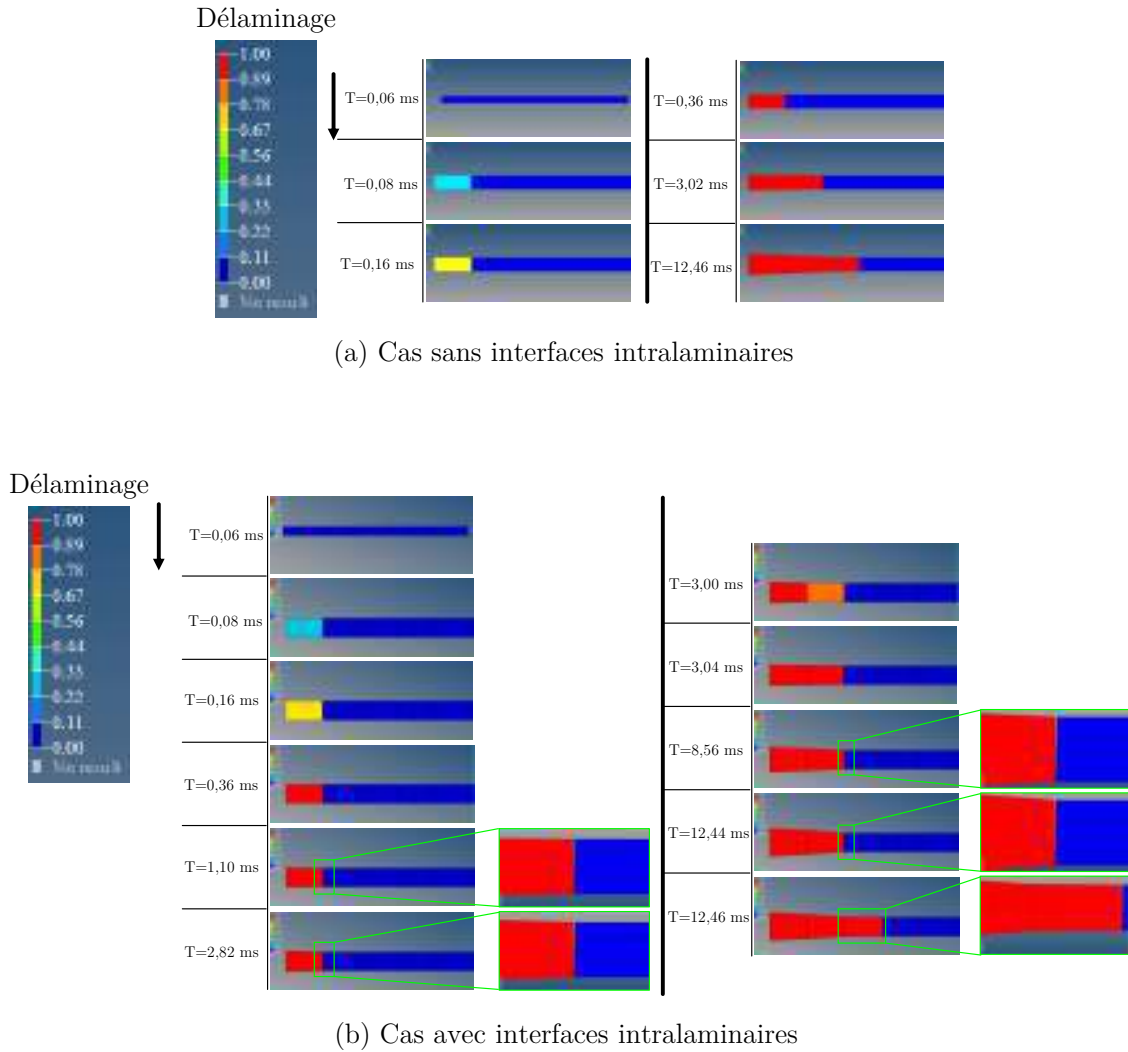 Délaminage
1.00
0.89
0.78
0.67
0.56
0.44
0.33
0.22
0.11
0.00
No result
T=0,06 ms
T=0,08 ms
T=0,16 ms
T=0,36 ms
T=3,02 ms
T=12,46 ms
(a) Cas sans interfaces intralaminaires
Délaminage
1.00
0.89
0.78
0.67
0.56
0.44
0.33
0.22
0.11
0.00
No result
T=0,06 ms
T=0,08 ms
T=0,16 ms
T=0,36 ms
T=1,10 ms
T=2,82 ms
T=3,00 ms
T=3,04 ms
T=8,56 ms
T=12,44 ms
T=12,46 ms
(b) Cas avec interfaces intralaminaires